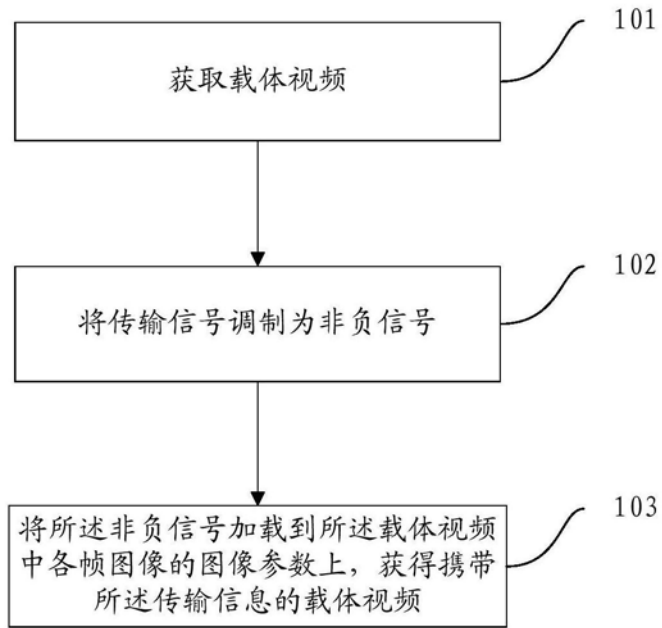 101
获取载体视频
102
将传输信号调制为非负信号
103
将所述非负信号加载到所述载体视频
中各帧图像的图像参数上，获得携带
所述传输信息的载体视频